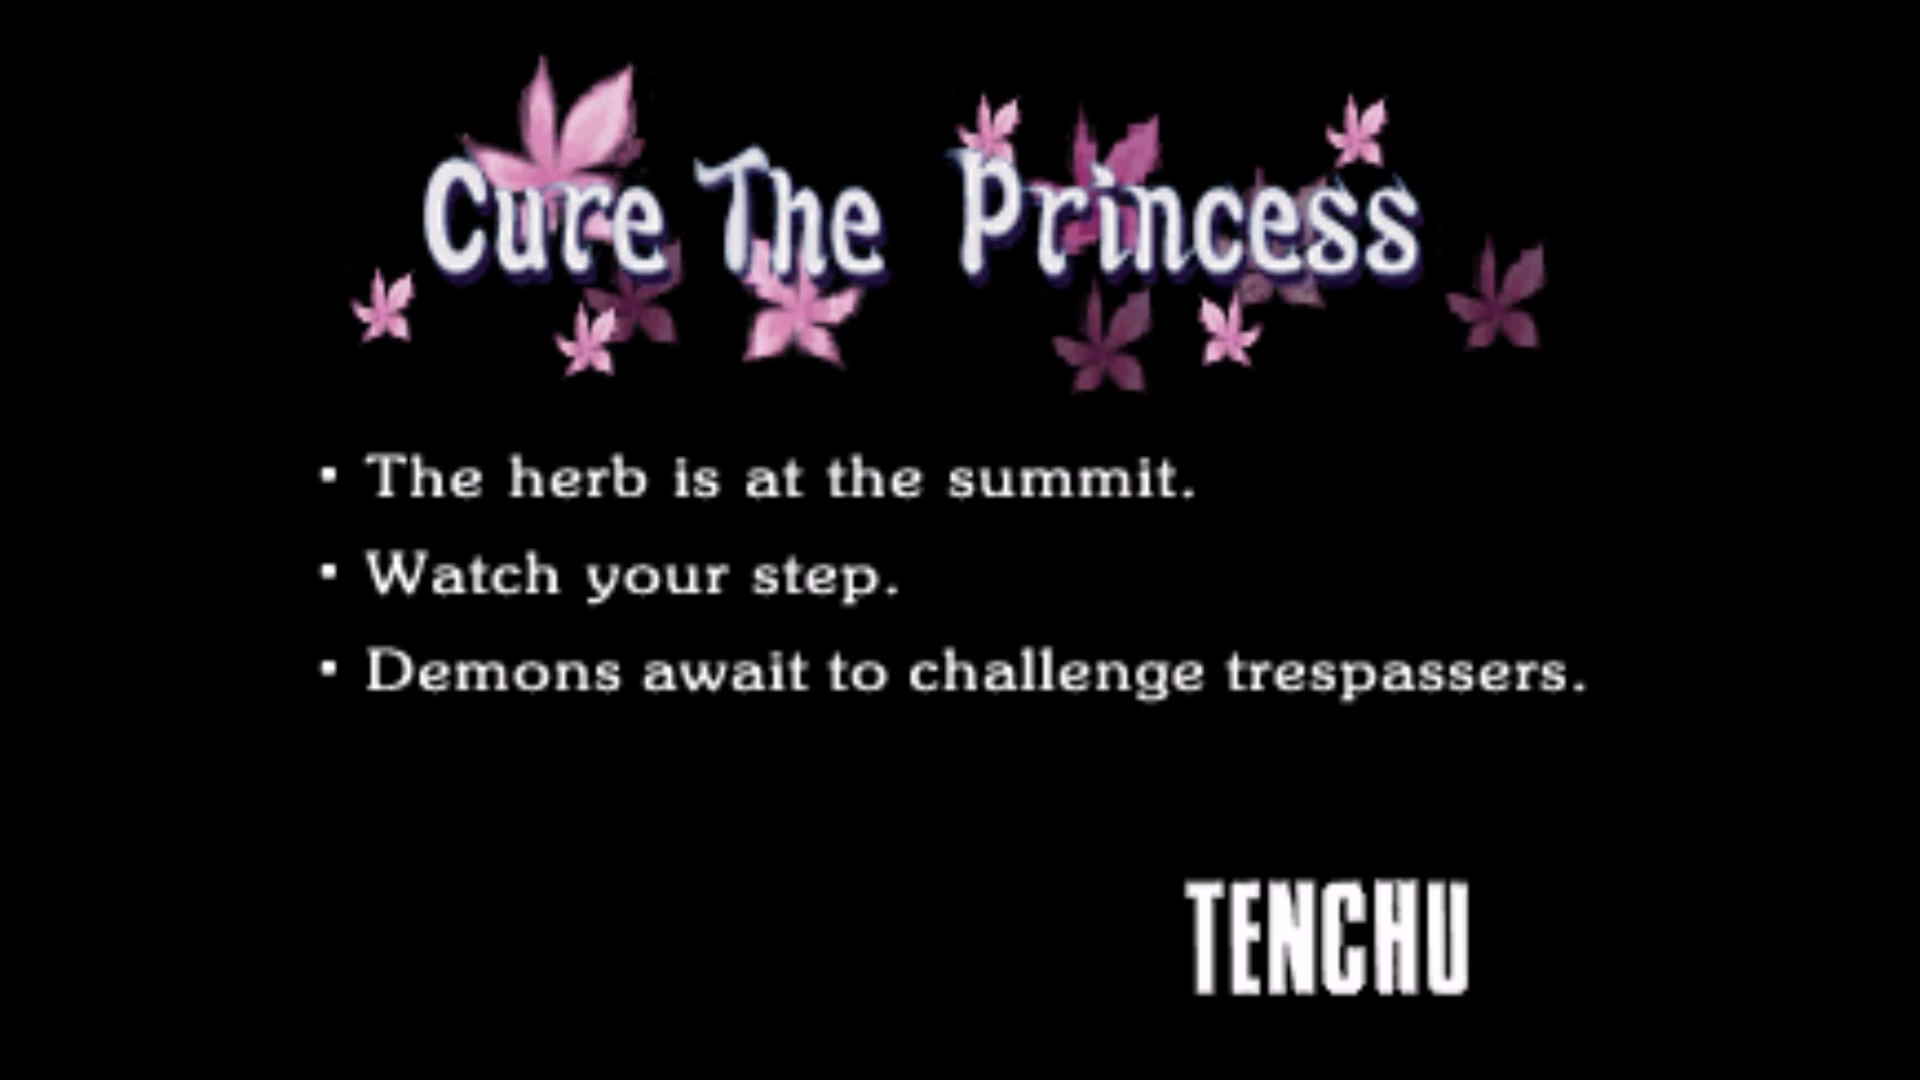 Cure The Princess
· The herb is at the summit.
· Watch your step.
· Demons await to challenge trespassers.
TENCHU